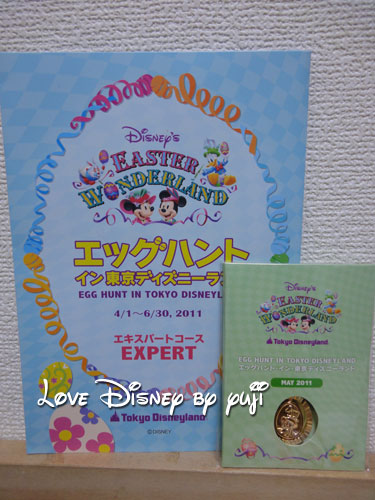 Disney's
EASTER
WONDERLAND
エッグ・ハント
イン 東京ディズニーラ
EGG HUNT IN TOKYO DISNEYL
4/1~6/30, 2011
エキスパートコース
EXPERT
Tokyo Disneyland
©DISNEY
Disney's
EASTER
WONDERLAND
Tokyo Disneyland
EGG HUNT IN TOKYO DISNEYLAND
エッグハント イン 東京ディズニーランド
MAY 2011
Love Disney by yuji